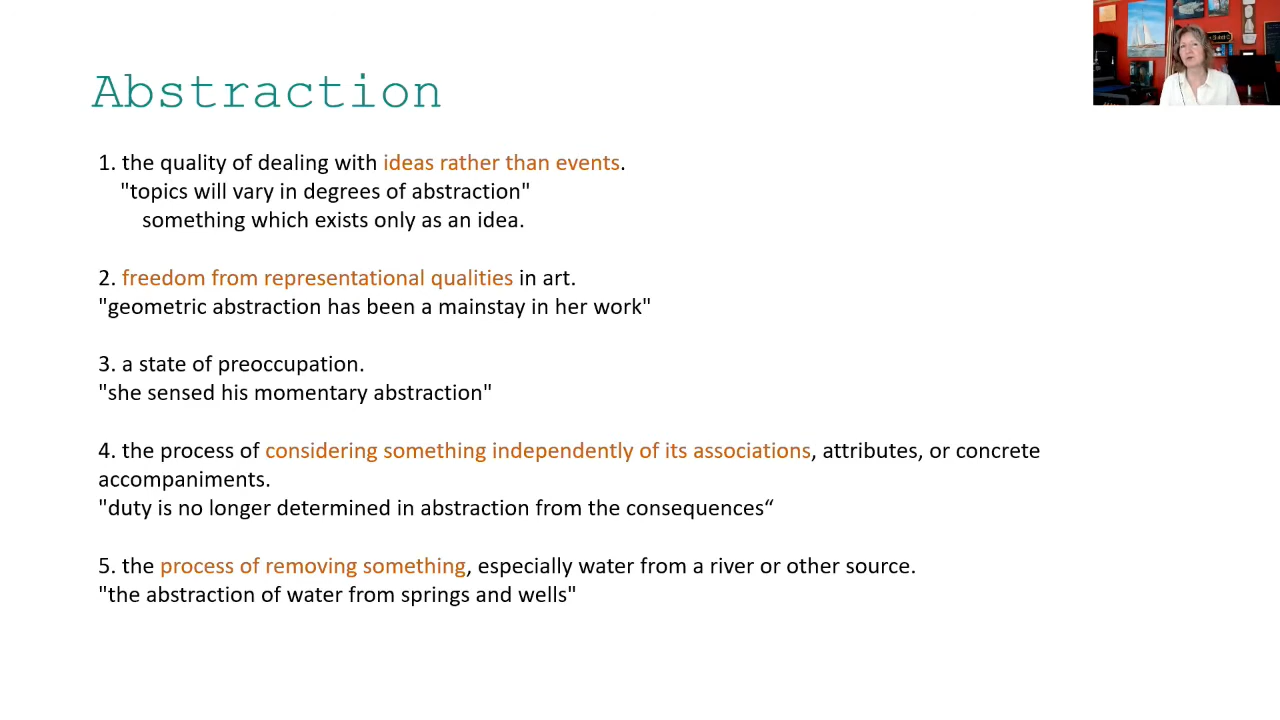 Abstraction
1. the quality of dealing with ideas rather than events.
"topics will vary in degrees of abstraction"
something which exists only as an idea.
2. freedom from representational qualities in art.
"geometric abstraction has been a mainstay in her work"
3. a state of preoccupation.
"she sensed his momentary abstraction"
4. the process of considering something independently of its associations, attributes, or concrete
accompaniments.
"duty is no longer determined in abstraction from the consequences“
5. the process of removing something, especially water from a river or other source.
"the abstraction of water from springs and wells"